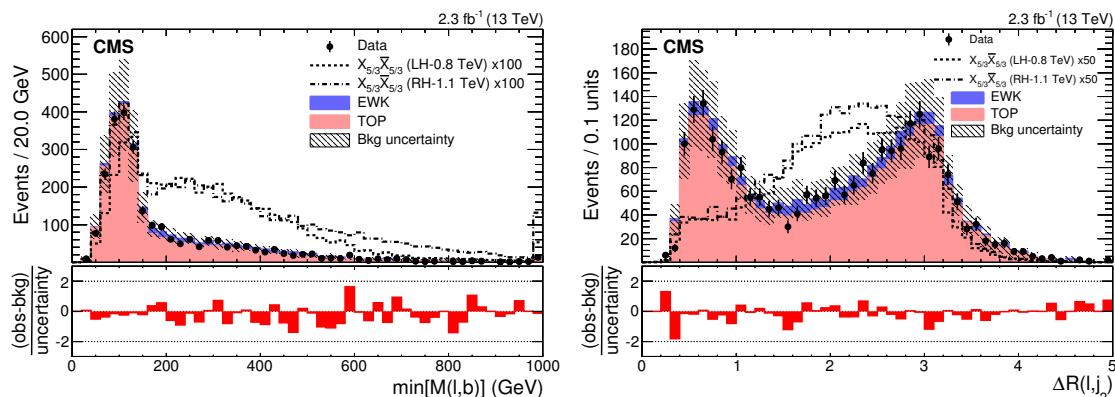 2.3 fb⁻¹ (13 TeV)
CMS
Data
X₅/₃X̅₅/₃ (LH-0.8 TeV) x100
X₅/₃X̅₅/₃ (RH-1.1 TeV) x100
EWK
TOP
Bkg uncertainty
Events / 20.0 GeV
600
500
400
300
200
100
(obs-bkg)
uncertainty
2
0
-2
0 200 400 600 800 1000
min[M(l,b)] (GeV)
2.3 fb⁻¹ (13 TeV)
CMS
Data
X₅/₃X̅₅/₃ (LH-0.8 TeV) x50
X₅/₃X̅₅/₃ (RH-1.1 TeV) x50
EWK
TOP
Bkg uncertainty
Events / 0.1 units
180
160
140
120
100
80
60
40
20
(obs-bkg)
uncertainty
2
0
-2
0 1 2 3 4 5
ΔR(l,j₂)